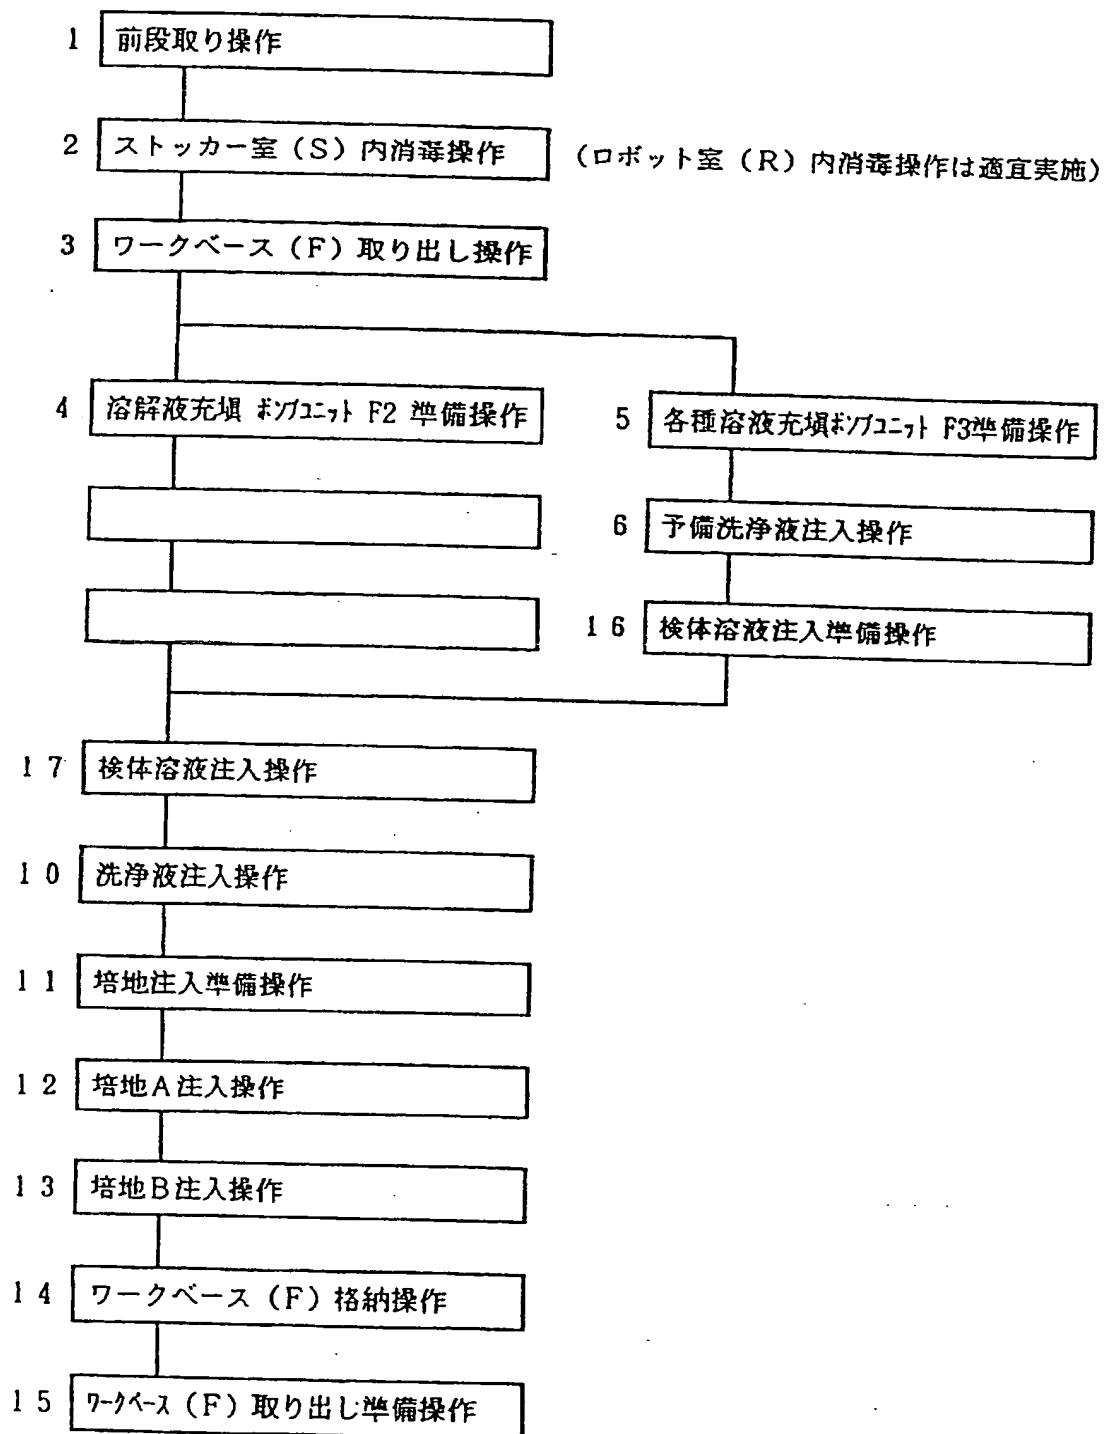 1 前段取り操作
2 ストッカー室(S)内消毒操作 (ロボット室(R)内消毒操作は適宜実施)
3 ワークベース(F)取り出し操作
4 溶解液充填 ポンプユニット F2 準備操作
5 各種溶液充填ポンプユニット F3準備操作
6 予備洗浄液注入操作
16 検体溶液注入準備操作
17 検体溶液注入操作
10 洗浄液注入操作
11 培地注入準備操作
12 培地A注入操作
13 培地B注入操作
14 ワークベース(F)格納操作
15 ワークベース(F)取り出し準備操作